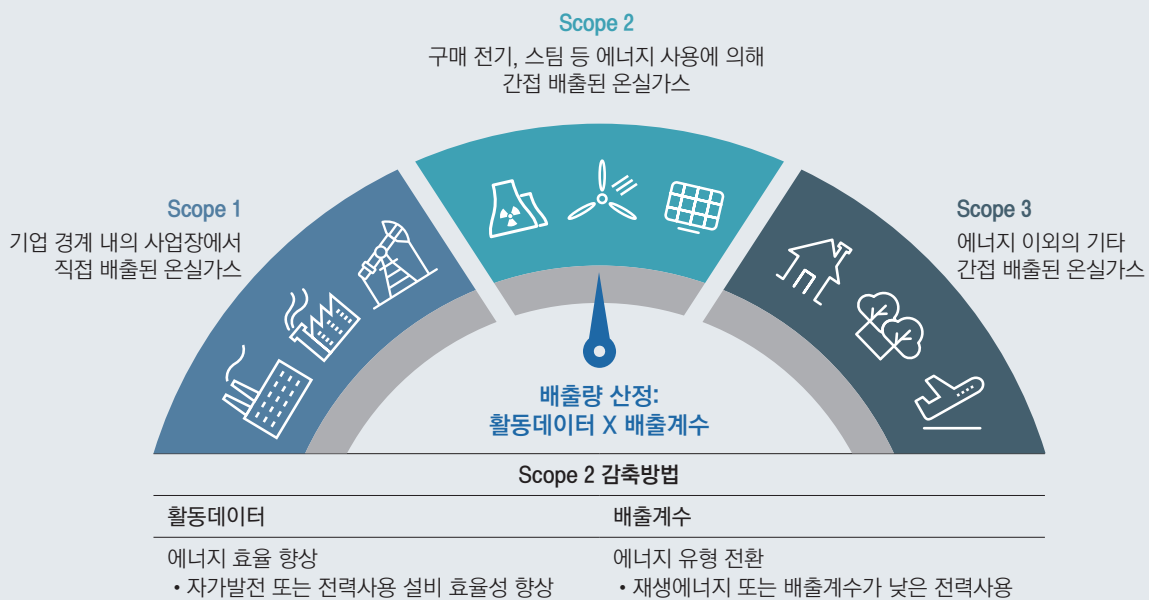 Scope 2
구매 전기, 스팀 등 에너지 사용에 의해
간접 배출된 온실가스
Scope 1
기업 경계 내의 사업장에서
직접 배출된 온실가스
Scope 3
에너지 이외의 기타
간접 배출된 온실가스
배출량 산정:
활동데이터 X 배출계수
Scope 2 감축방법
활동데이터
배출계수
에너지 효율 향상
• 자가발전 또는 전력사용 설비 효율성 향상
에너지 유형 전환
• 재생에너지 또는 배출계수가 낮은 전력사용